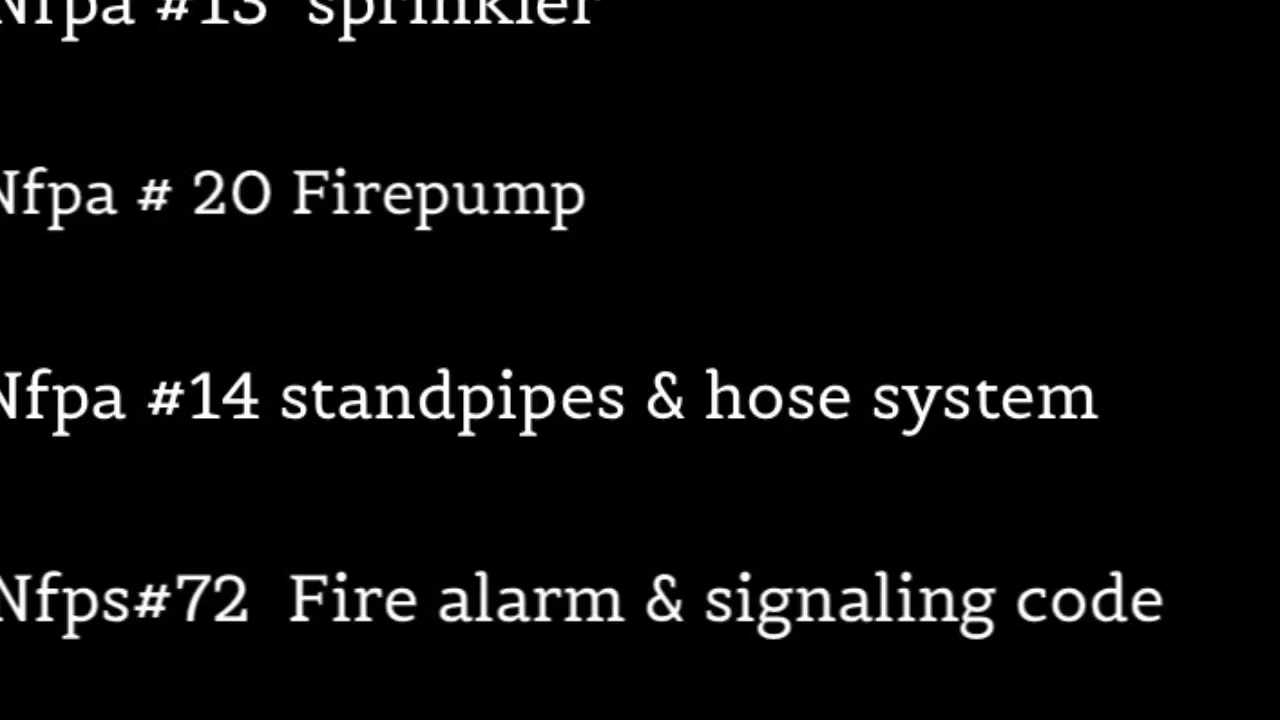 Nfpa #13 sprinkler
Nfpa # 20 Firepump
Nfpa #14 standpipes & hose system
Nfps#72 Fire alarm & signaling code